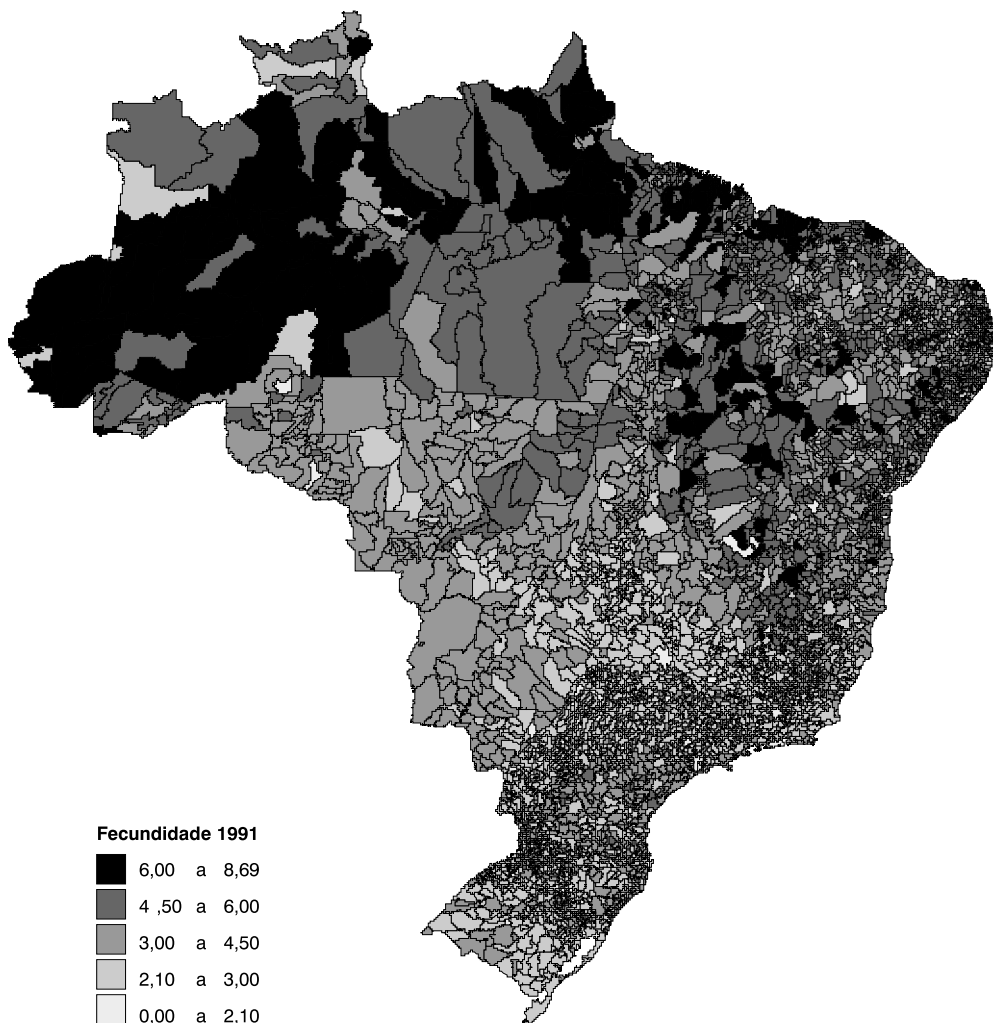 Fecundidade 1991
6,00 a 8,69
4 ,50 a 6,00
3,00 a 4,50
2,10 a 3,00
0,00 a 2,10